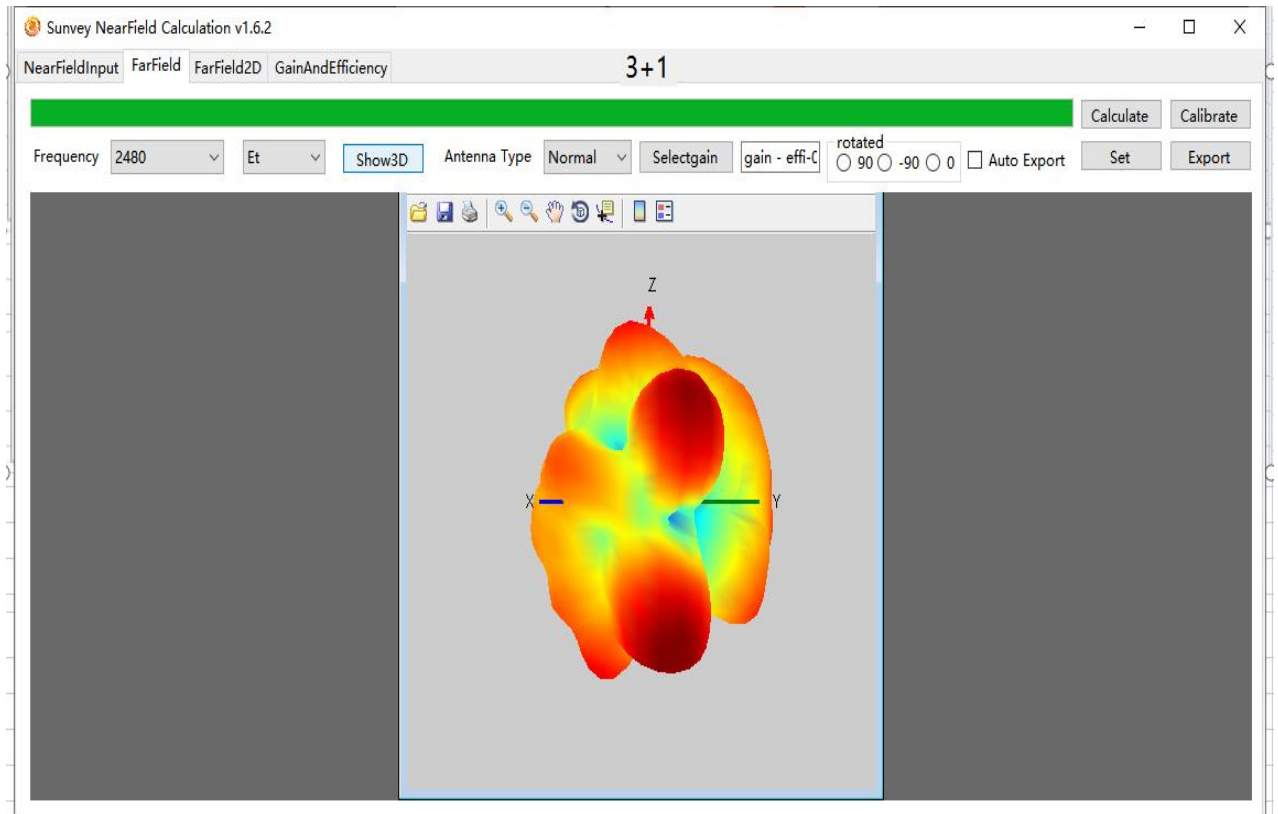 Sunvey NearField Calculation v1.6.2
NearFieldInput FarField FarField2D GainAndEfficiency
3+1
Calculate Calibrate
Frequency 2480 Et Show3D Antenna Type Normal Selectgain gain - effi-C rotated 90 -90 0 Auto Export Set Export
Z
X Y